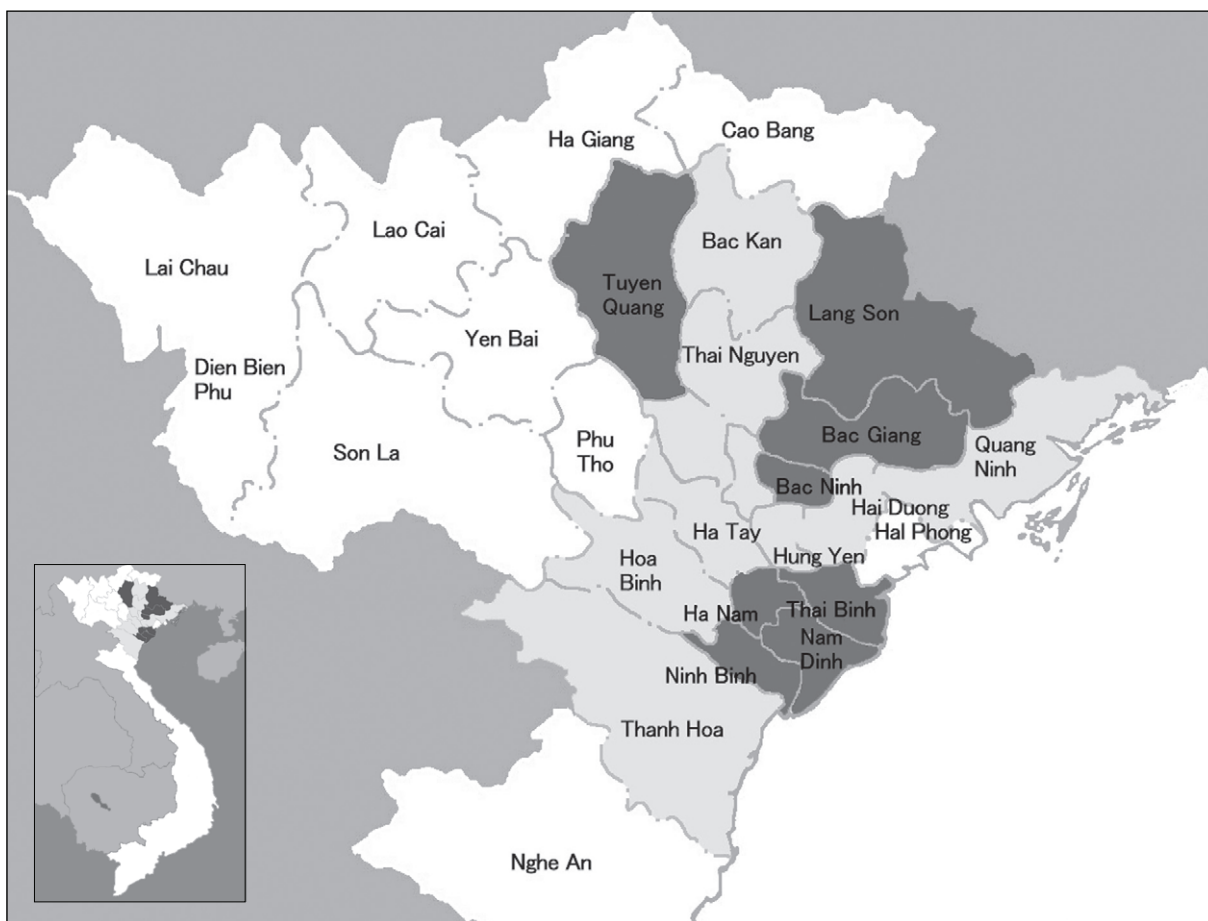 Ha Giang
Cao Bang
Lao Cai
Bac Kan
Lai Chau
Tuyen
Quang
Lang Son
Yen Bai
Thai Nguyen
Dien Bien
Phu
Son La
Phu
Tho
Bac Giang
Quang
Ninh
Bac Ninh
Hai Duong
Hal Phong
Ha Tay
Hung Yen
Hoa
Binh
Ha Nam
Thai Binh
Nam
Dinh
Ninh Binh
Thanh Hoa
Nghe An